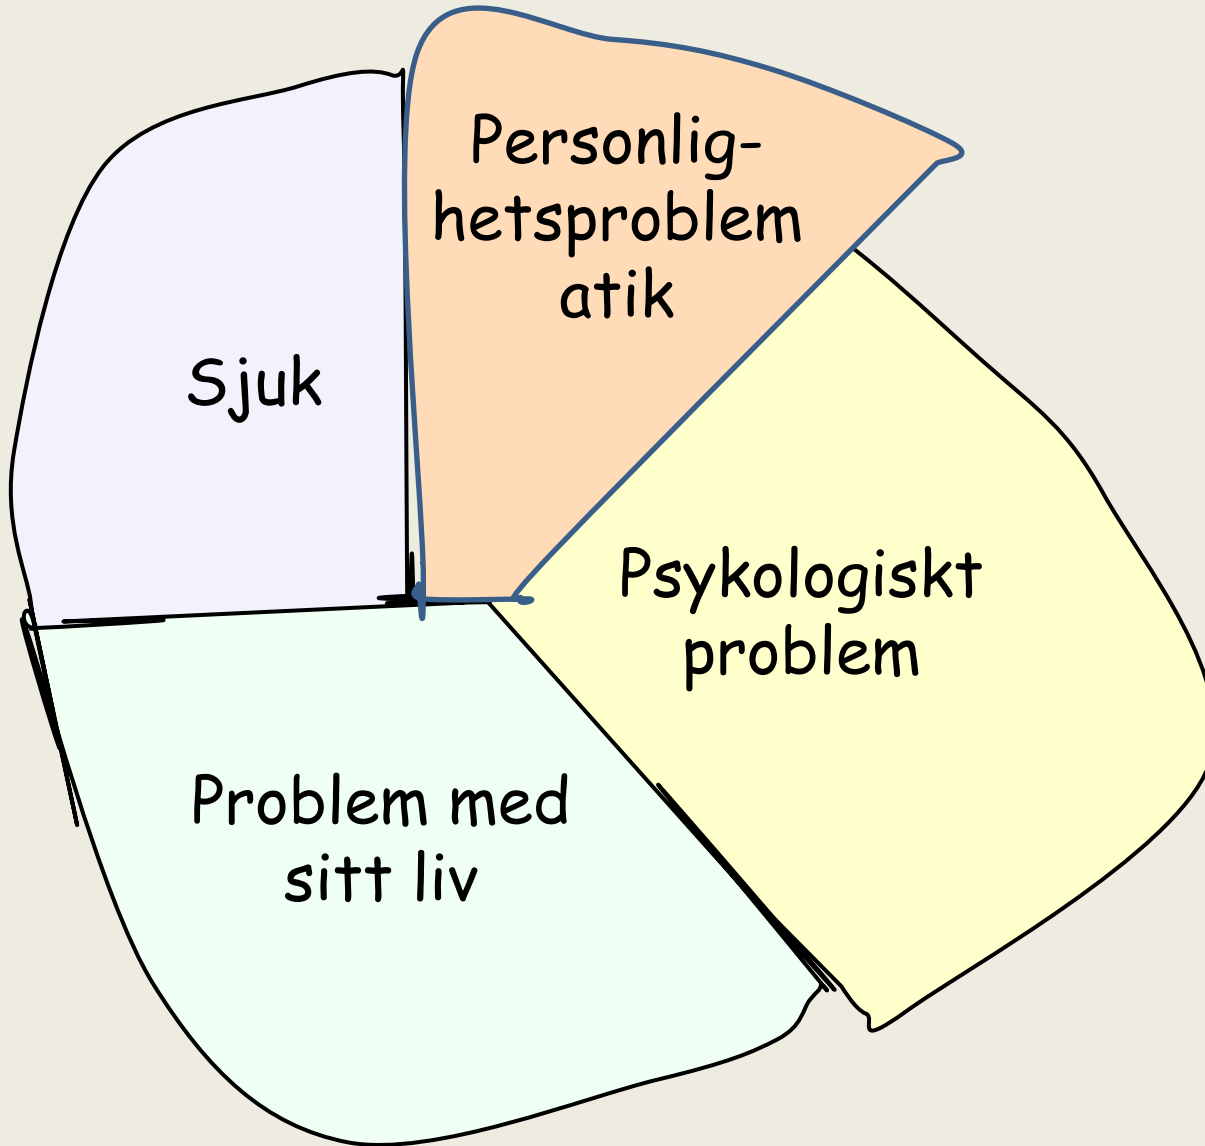 Personlig-
hetsproblem
atik
Sjuk
Psykologiskt
problem
Problem med
sitt liv